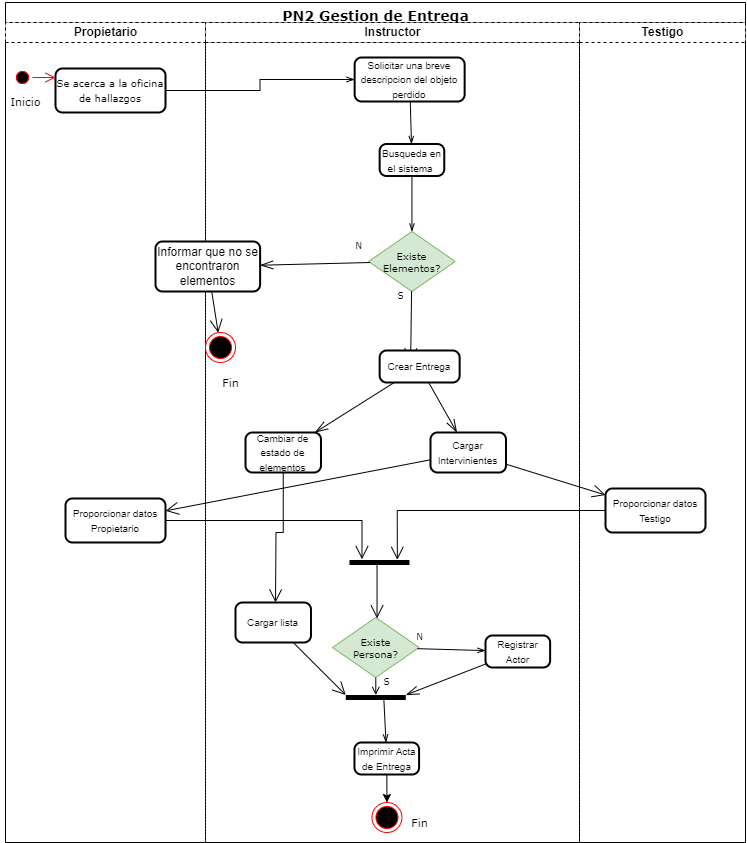 PN2 Gestion de Entrega
Propietario
Instructor
Testigo
Inicio
Se acerca a la oficina
de hallazgos
Solicitar una breve
descripcion del objeto
perdido
Busqueda en
el sistema
Existe
Elementos?
N
S
Informar que no se
encontraron
elementos
Fin
Crear Entrega
Cambiar de
estado de
elementos
Cargar
Intervinientes
Proporcionar datos
Propietario
Proporcionar datos
Testigo
Cargar lista
Existe
Persona?
N
S
Registrar
Actor
Imprimir Acta
de Entrega
Fin